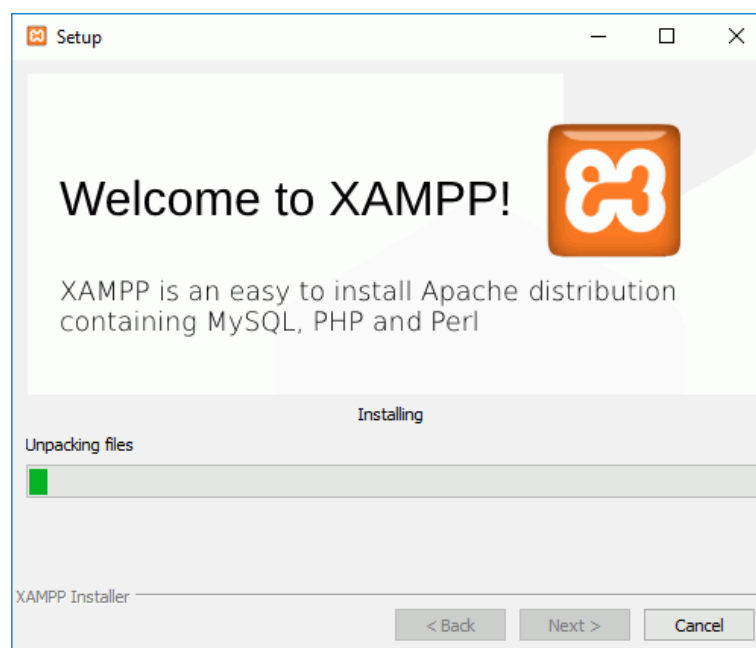 Setup
Welcome to XAMPP!
XAMPP is an easy to install Apache distribution
containing MySQL, PHP and Perl
Installing
Unpacking files
XAMPP Installer
< Back
Next >
Cancel